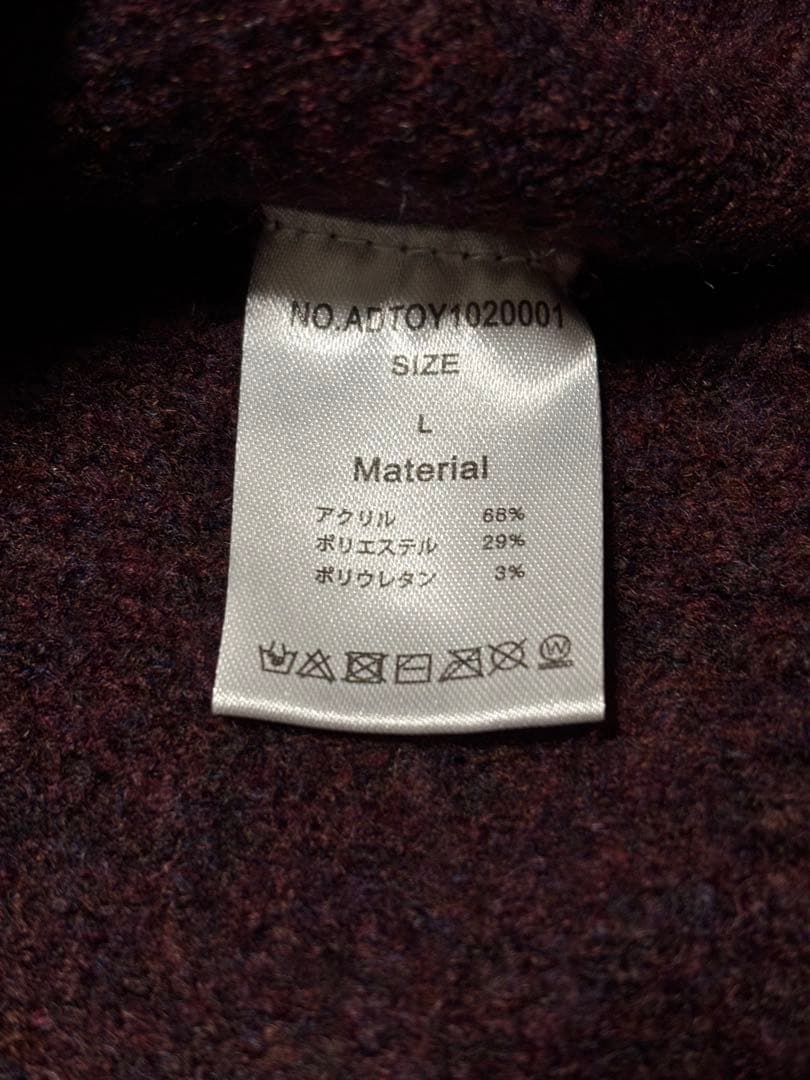 NO.ADTOY1020001
SIZE
L
Material
アクリル 68%
ポリエステル 29%
ポリウレタン 3%
W